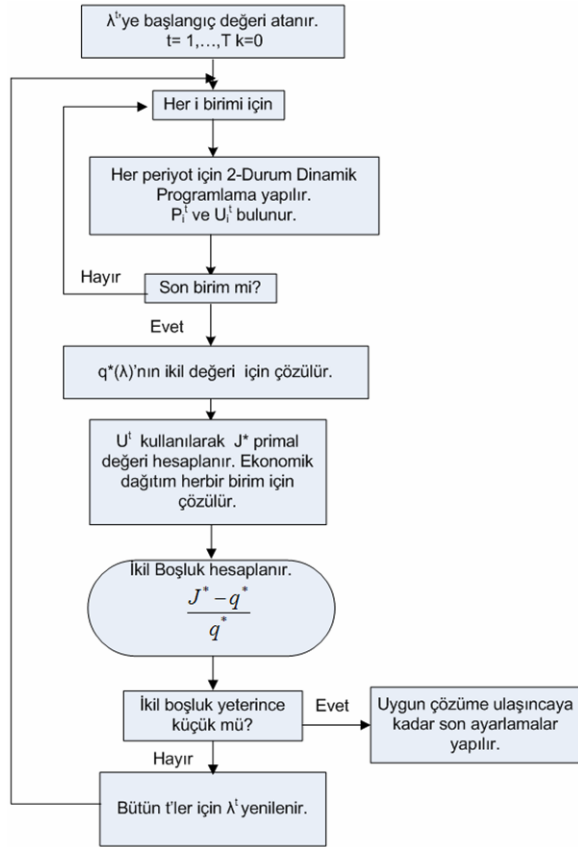 λᵗ'ye başlangıç değeri atanır.
t= 1,…,T k=0
Her i birimi için
Her periyot için 2-Durum Dinamik
Programlama yapılır.
Pᵢᵗ ve Uᵢᵗ bulunur.
Hayır
Son birim mi?
Evet
q*(λ)'nın ikil değeri için çözülür.
Uᵗ kullanılarak J* primal
değeri hesaplanır. Ekonomik
dağıtım herbir birim için
çözülür.
İkil Boşluk hesaplanır.
J* − q*
q*
İkil boşluk yeterince
küçük mü?
Evet
Uygun çözüme ulaşıncaya
kadar son ayarlamalar
yapılır.
Hayır
Bütün t'ler için λᵗ yenilenir.